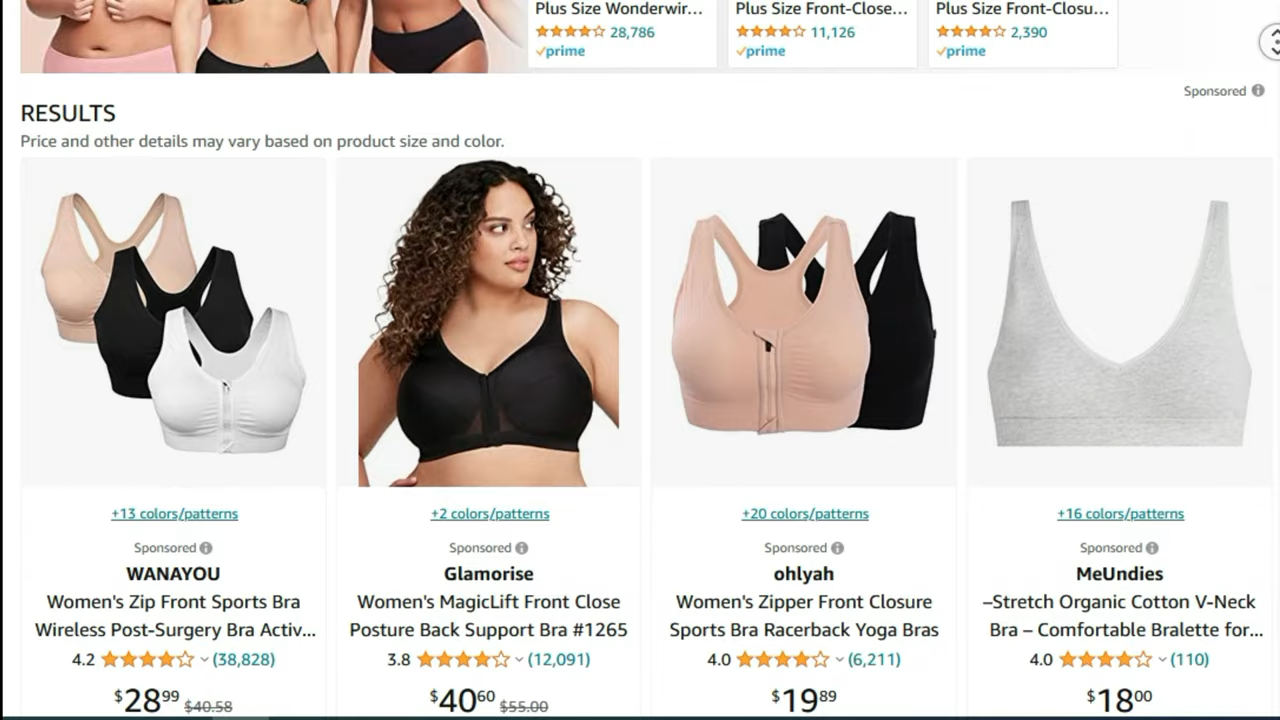 Plus Size Wonderwir... Plus Size Front-Close... Plus Size Front-Closu...
28,786 11,126 2,390
prime prime prime
Sponsored
RESULTS
Price and other details may vary based on product size and color.
+13 colors/patterns +2 colors/patterns +20 colors/patterns +16 colors/patterns
Sponsored Sponsored Sponsored Sponsored
WANAYOU Glamorise ohlyah MeUndies
Women's Zip Front Sports Bra Women's MagicLift Front Close Women's Zipper Front Closure –Stretch Organic Cotton V-Neck
Wireless Post-Surgery Bra Activ... Posture Back Support Bra #1265 Sports Bra Racerback Yoga Bras Bra – Comfortable Bralette for...
4.2 (38,828) 3.8 (12,091) 4.0 (6,211) 4.0 (110)
$28.99 $40.58 $40.60 $55.00 $19.89 $18.00